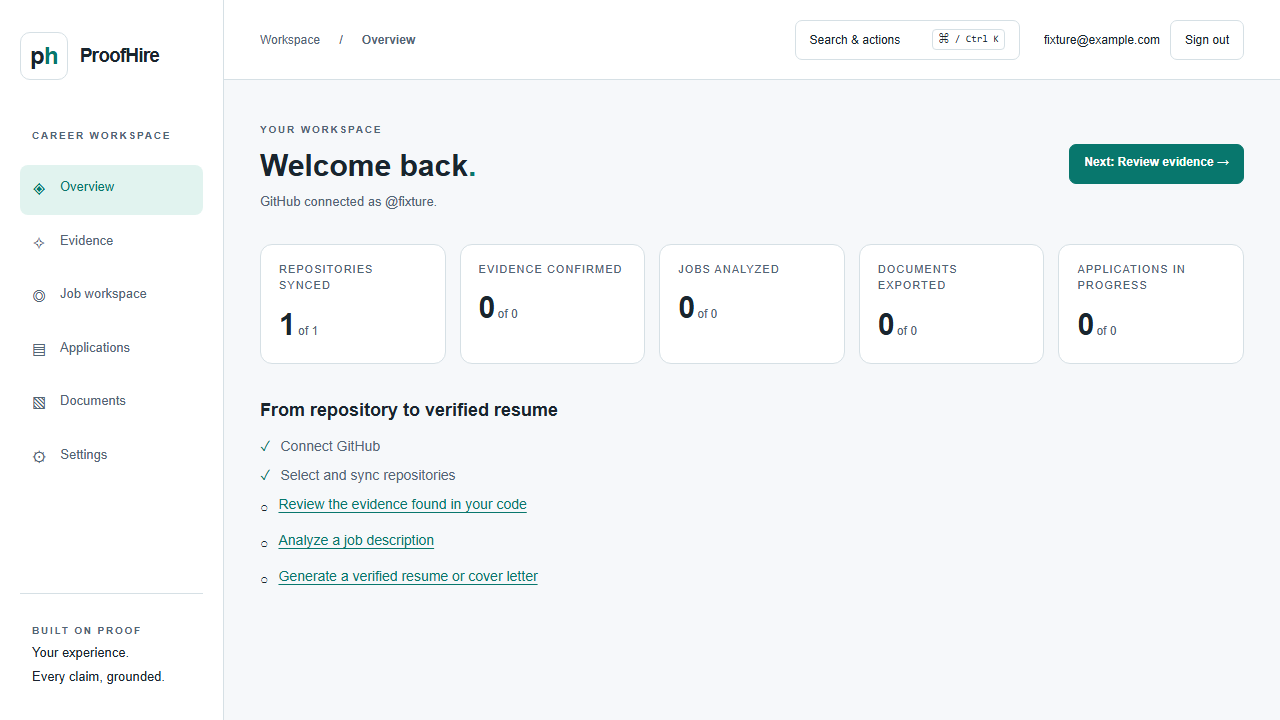 ph ProofHire
Workspace / Overview
Search & actions ⌘ / Ctrl K
fixture@example.com
Sign out
CAREER WORKSPACE
Overview
Evidence
Job workspace
Applications
Documents
Settings
BUILT ON PROOF
Your experience.
Every claim, grounded.
YOUR WORKSPACE
Welcome back.
GitHub connected as @fixture.
Next: Review evidence →
REPOSITORIES
SYNCED
1 of 1
EVIDENCE CONFIRMED
0 of 0
JOBS ANALYZED
0 of 0
DOCUMENTS
EXPORTED
0 of 0
APPLICATIONS IN
PROGRESS
0 of 0
From repository to verified resume
✓ Connect GitHub
✓ Select and sync repositories
○ Review the evidence found in your code
○ Analyze a job description
○ Generate a verified resume or cover letter